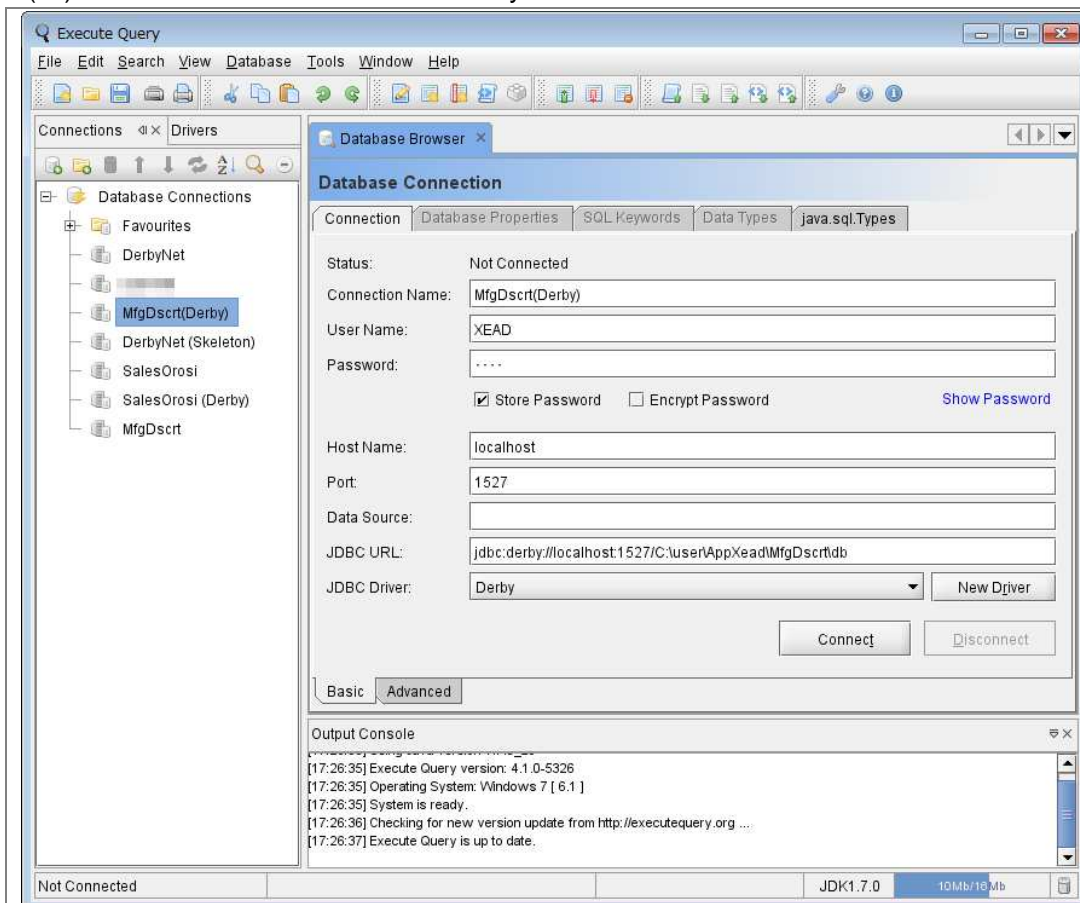 Execute Query
File Edit Search View Database Tools Window Help
Connections Drivers
Database Connections
Favourites
DerbyNet
MfgDscrt(Derby)
DerbyNet (Skeleton)
SalesOrosi
SalesOrosi (Derby)
MfgDscrt
Database Browser
Database Connection
Connection Database Properties SQL Keywords Data Types java.sql.Types
Status: Not Connected
Connection Name: MfgDscrt(Derby)
User Name: XEAD
Password: ····
Store Password Encrypt Password Show Password
Host Name: localhost
Port: 1527
Data Source:
JDBC URL: jdbc:derby://localhost:1527/C:\user\AppXead\MfgDscrt\db
JDBC Driver: Derby New Driver
Connect Disconnect
Basic Advanced
Output Console
[17:26:35] Execute Query version: 4.1.0-5326
[17:26:35] Operating System: Windows 7 [ 6.1 ]
[17:26:35] System is ready.
[17:26:36] Checking for new version update from http://executequery.org ...
[17:26:37] Execute Query is up to date.
Not Connected JDK1.7.0 10Mb/16Mb